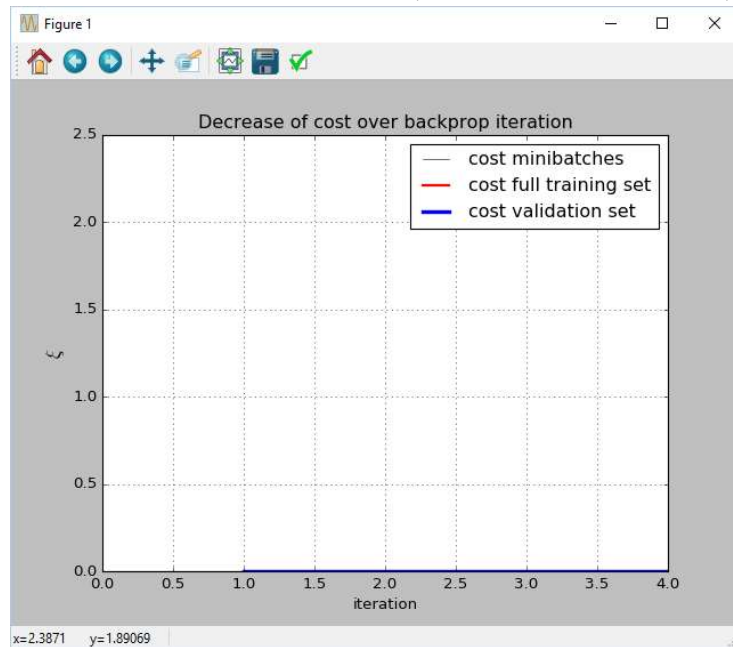 Figure 1
Decrease of cost over backprop iteration
cost minibatches
cost full training set
cost validation set
2.5
2.0
1.5
ξ
1.0
0.5
0.0
0.0 0.5 1.0 1.5 2.0 2.5 3.0 3.5 4.0
iteration
x=2.3871 y=1.89069